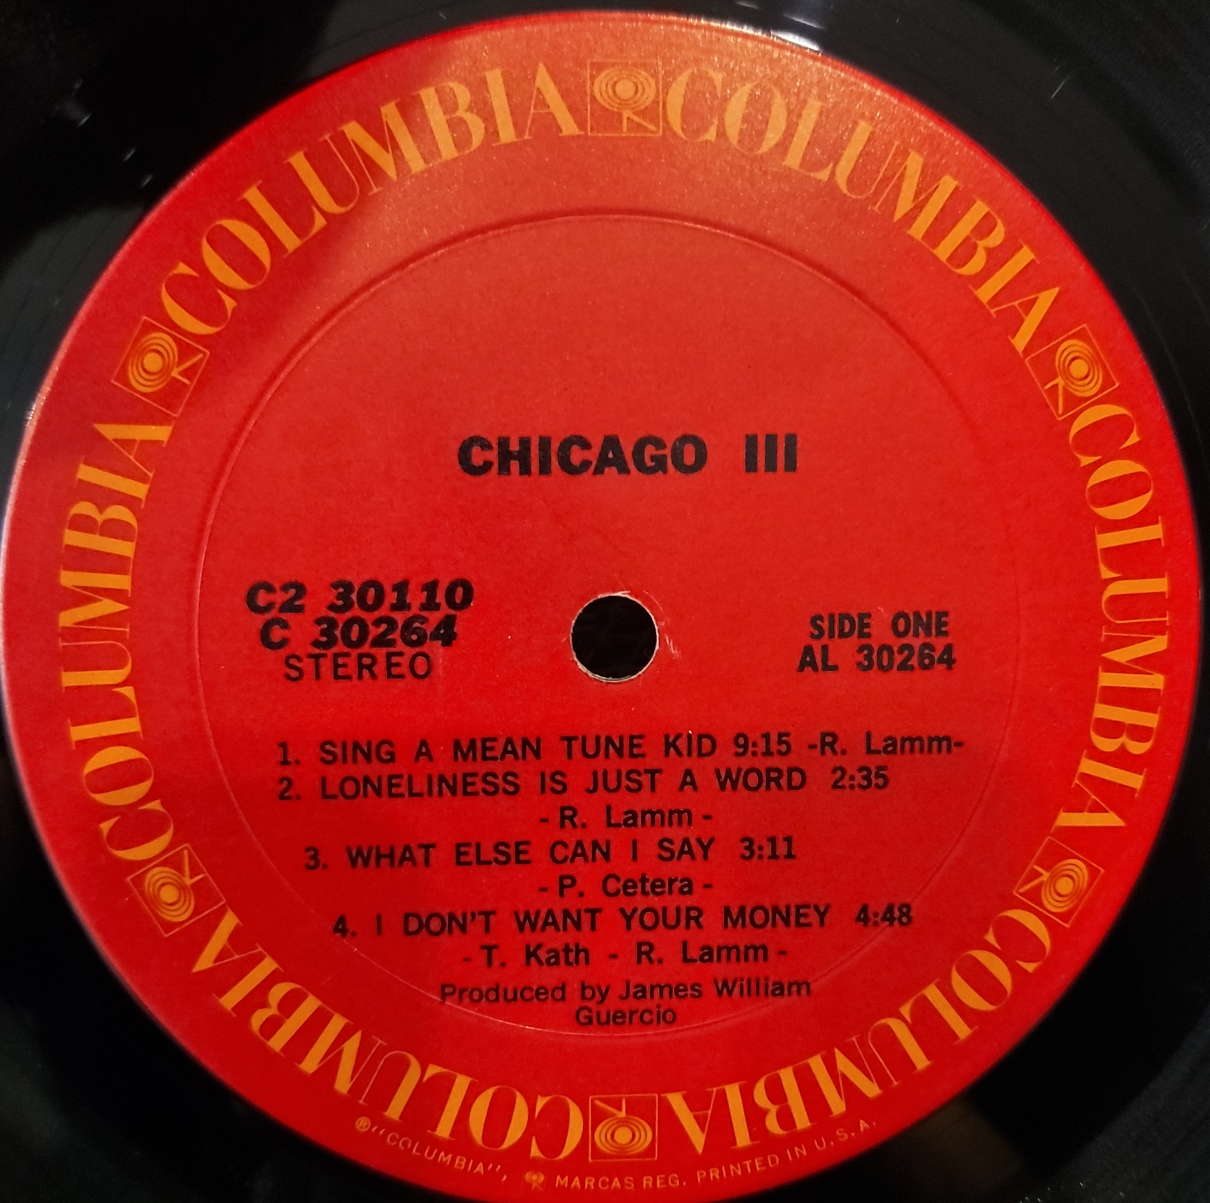 COLUMBIA COLUMBIA COLUMBIA COLUMBIA COLUMBIA COLUMBIA
CHICAGO III
C2 30110
C 30264
STEREO
SIDE ONE
AL 30264
1. SING A MEAN TUNE KID 9:15 -R. Lamm-
2. LONELINESS IS JUST A WORD 2:35
- R. Lamm -
3. WHAT ELSE CAN I SAY 3:11
- P. Cetera -
4. I DON'T WANT YOUR MONEY 4:48
- T. Kath - R. Lamm -
Produced by James William
Guercio
® "COLUMBIA", MARCAS REG. PRINTED IN U.S.A.